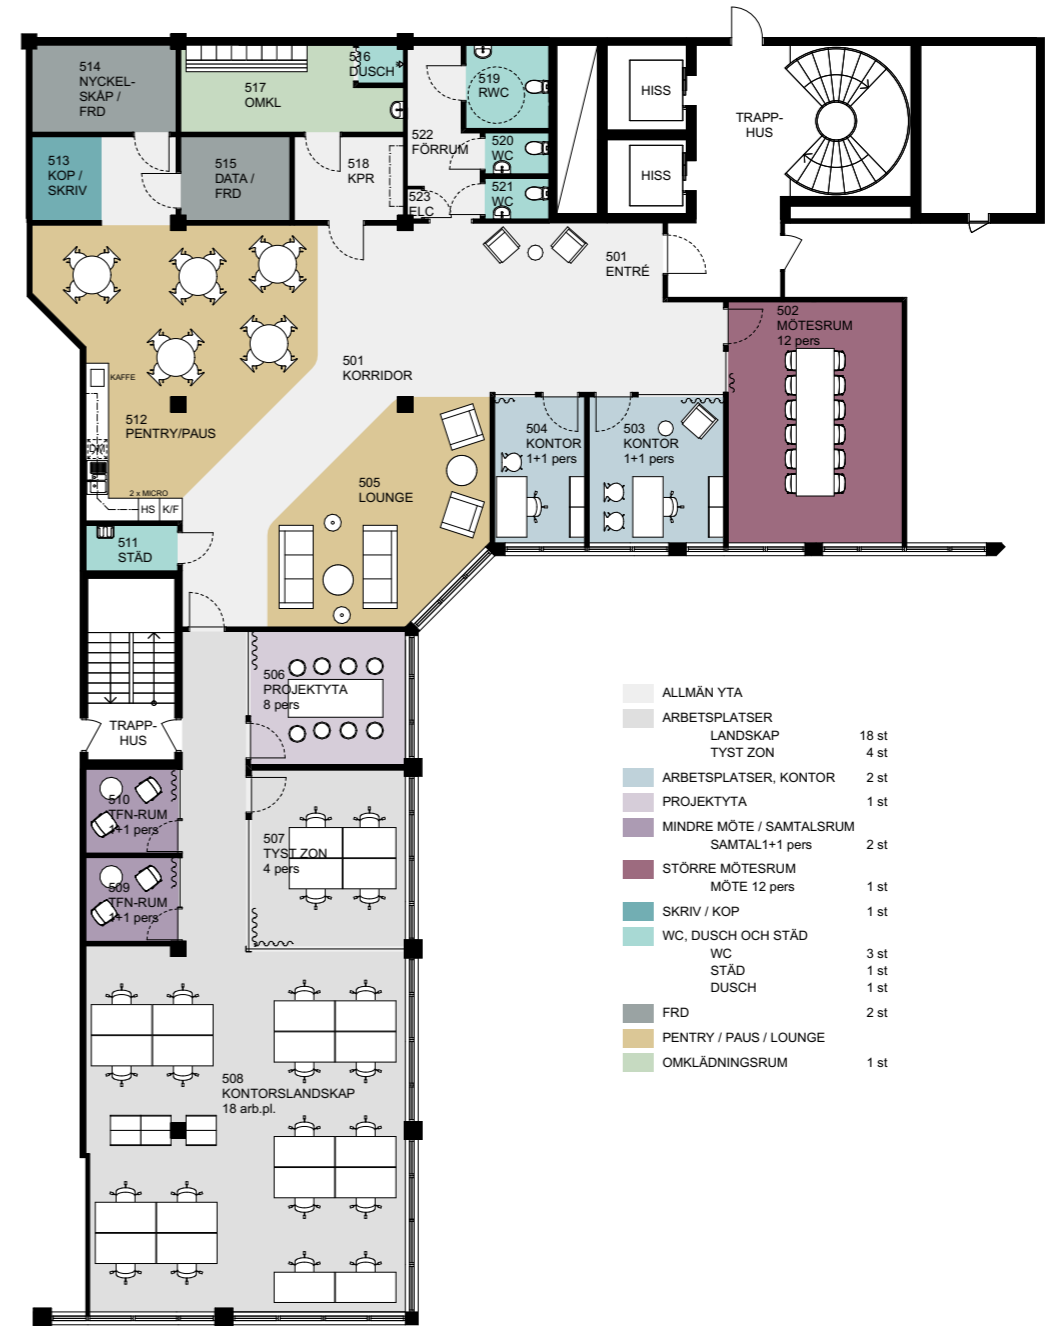 514
NYCKEL-
SKÅP /
FRD
517
OMKL
516
DUSCH
519
RWC
HISS
TRAPP-
HUS
522
FÖRRUM
520
WC
513
KOP /
SKRIV
515
DATA /
FRD
518
KPR
523
ELC
521
WC
HISS
501
ENTRÉ
502
MÖTESRUM
12 pers
501
KORRIDOR
KAFFE
512
PENTRY/PAUS
DM
2 x MICRO
HS
K/F
504
KONTOR
1+1 pers
503
KONTOR
1+1 pers
505
LOUNGE
511
STÄD
506
PROJEKTYTA
8 pers
TRAPP-
HUS
510
TFN-RUM
1+1 pers
507
TYST ZON
4 pers
509
TFN-RUM
1+1 pers
508
KONTORSLANDSKAP
18 arb.pl.
ALLMÄN YTA
ARBETSPLATSER
LANDSKAP 18 st
TYST ZON 4 st
ARBETSPLATSER, KONTOR 2 st
PROJEKTYTA 1 st
MINDRE MÖTE / SAMTALSRUM
SAMTAL1+1 pers 2 st
STÖRRE MÖTESRUM
MÖTE 12 pers 1 st
SKRIV / KOP 1 st
WC, DUSCH OCH STÄD
WC 3 st
STÄD 1 st
DUSCH 1 st
FRD 2 st
PENTRY / PAUS / LOUNGE
OMKLÄDNINGSRUM 1 st